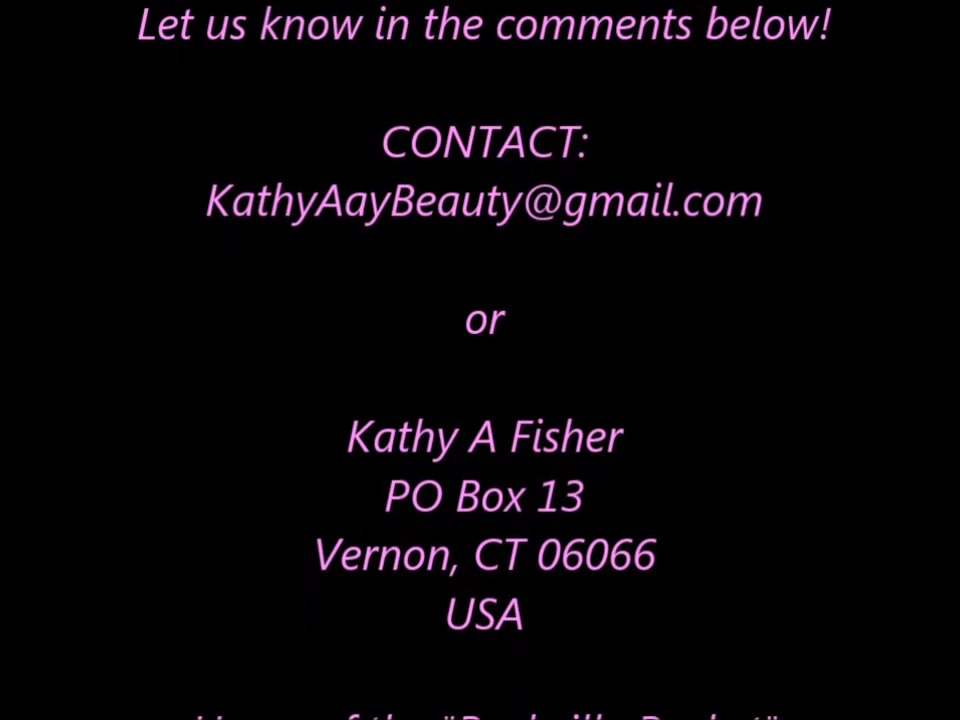 Let us know in the comments below!
CONTACT:
KathyAayBeauty@gmail.com
or
Kathy A Fisher
PO Box 13
Vernon, CT 06066
USA